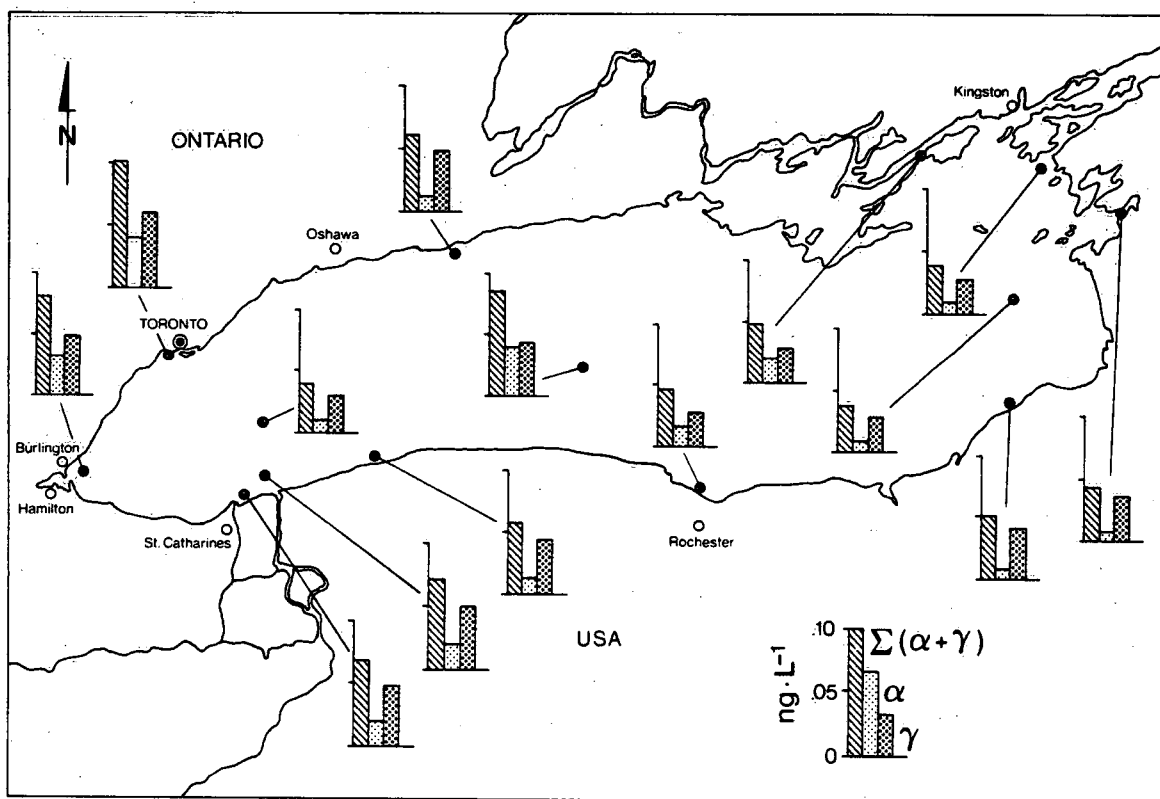 Kingston
N
ONTARIO
Oshawa
TORONTO
Burlington
Hamilton
St. Catharines
Rochester
USA
.10
Σ(α+γ)
ng·L⁻¹
.05
α
γ
0